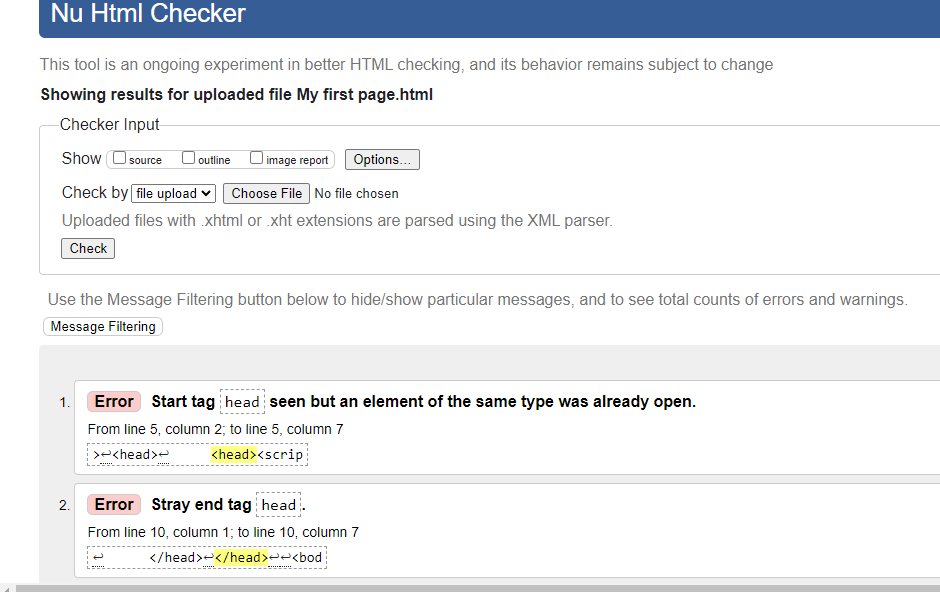 Nu Html Checker
This tool is an ongoing experiment in better HTML checking, and its behavior remains subject to change
Showing results for uploaded file My first page.html
Checker Input
Show source outline image report Options...
Check by file upload Choose File No file chosen
Uploaded files with .xhtml or .xht extensions are parsed using the XML parser.
Check
Use the Message Filtering button below to hide/show particular messages, and to see total counts of errors and warnings.
Message Filtering
1. Error Start tag head seen but an element of the same type was already open.
From line 5, column 2; to line 5, column 7
>↩<head>↩ <head><scrip
2. Error Stray end tag head.
From line 10, column 1; to line 10, column 7
↩ </head>↩</head>↩↩<bod